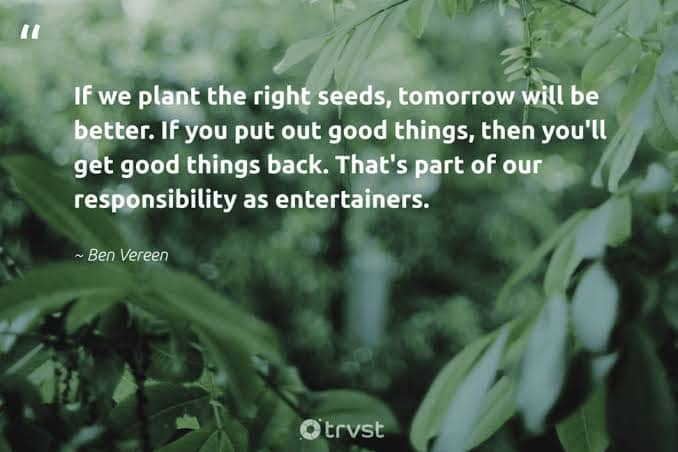 “
If we plant the right seeds, tomorrow will be
better. If you put out good things, then you'll
get good things back. That's part of our
responsibility as entertainers.
~ Ben Vereen
trvst